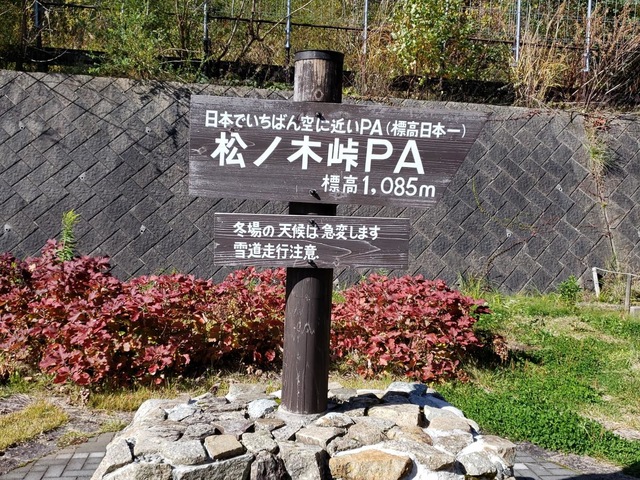 日本でいちばん空に近いPA(標高日本一)
松ノ木峠PA
標高1,085m
冬場の天候は急変します
雪道走行注意.